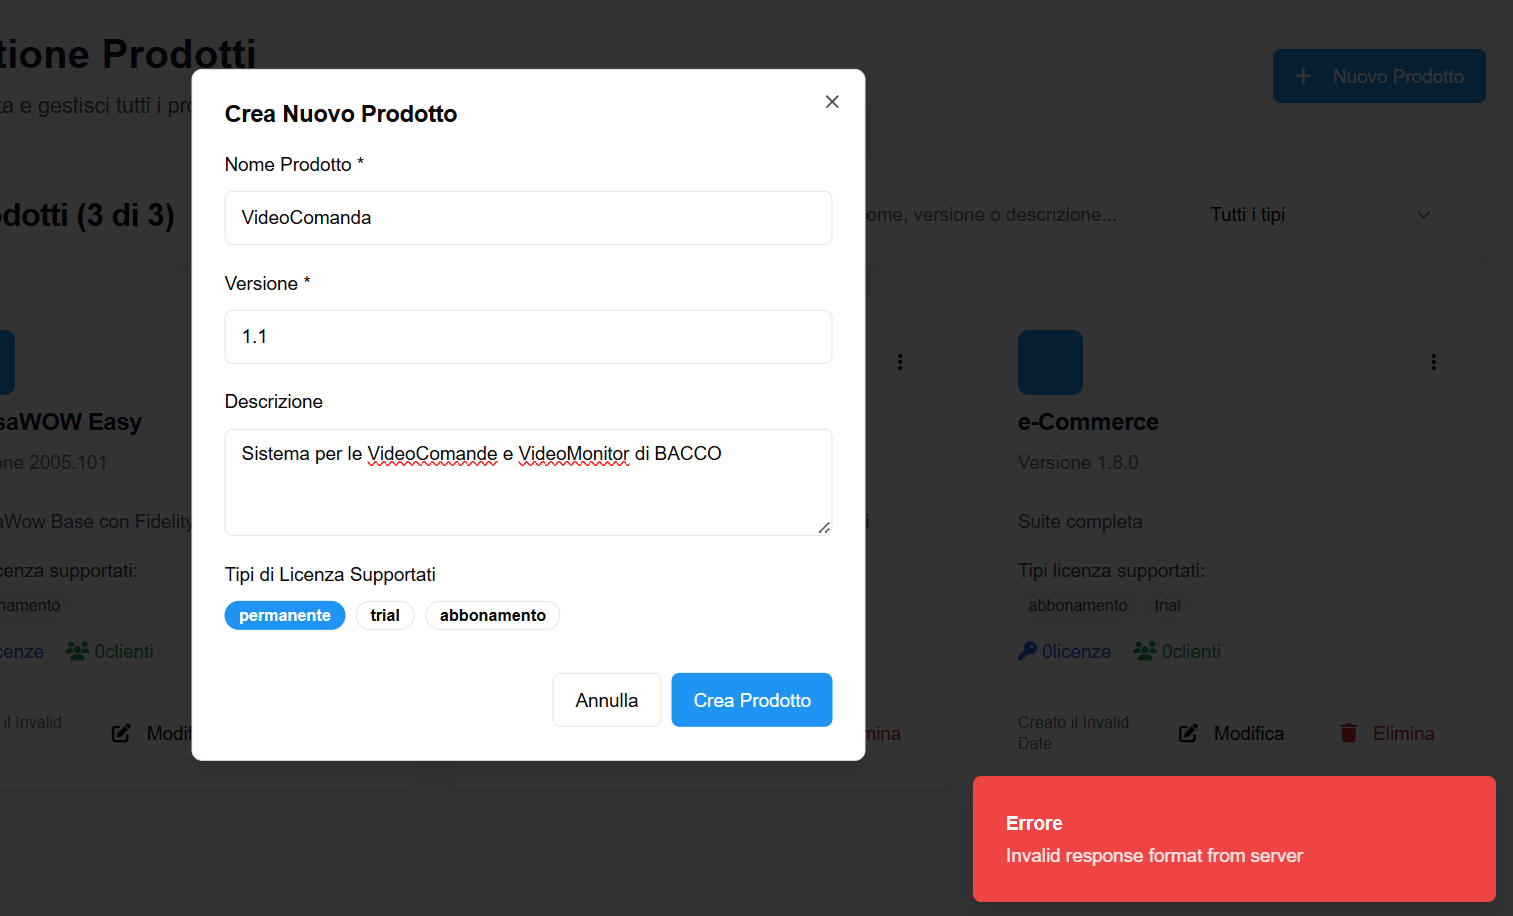 tione Prodotti
za e gestisci tutti i pro
Nuovo Prodotto
Crea Nuovo Prodotto
Nome Prodotto *
VideoComanda
Versione *
1.1
Descrizione
Sistema per le VideoComande e VideoMonitor di BACCO
Tipi di Licenza Supportati
permanente
trial
abbonamento
Annulla
Crea Prodotto
dotti (3 di 3)
ome, versione o descrizione...
Tutti i tipi
saWOW Easy
one 2005.101
aWow Base con Fidelity
cenza supportati:
namento
cenze
0clienti
il Invalid
Modif
i
mina
e-Commerce
Versione 1.8.0
Suite completa
Tipi licenza supportati:
abbonamento
trial
0licenze
0clienti
Creato il Invalid
Date
Modifica
Elimina
Errore
Invalid response format from server